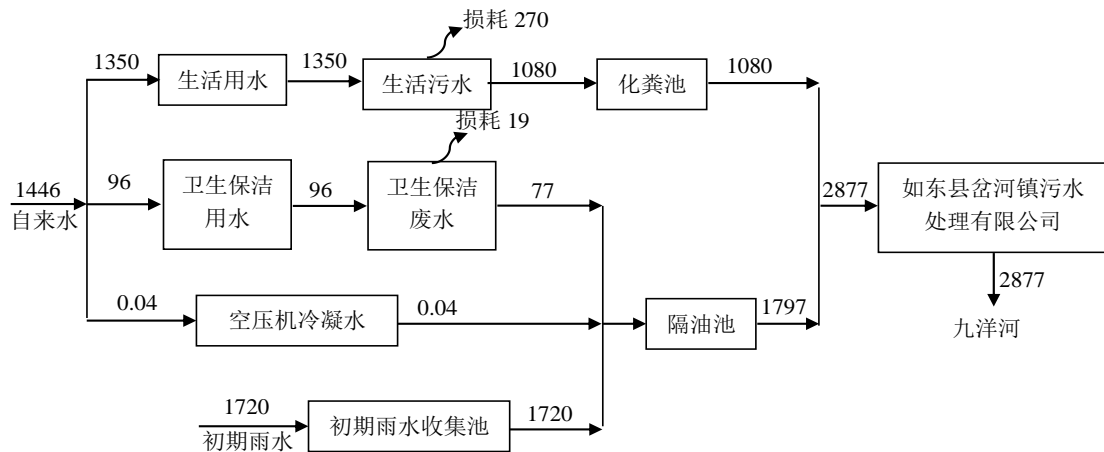 损耗 270
1350
生活用水
1350
生活污水
1080
化粪池
1080
损耗 19
1446
自来水
96
卫生保洁
用水
96
卫生保洁
废水
77
2877
如东县岔河镇污水
处理有限公司
2877
九洋河
0.04
空压机冷凝水
0.04
隔油池
1797
1720
初期雨水
初期雨水收集池
1720